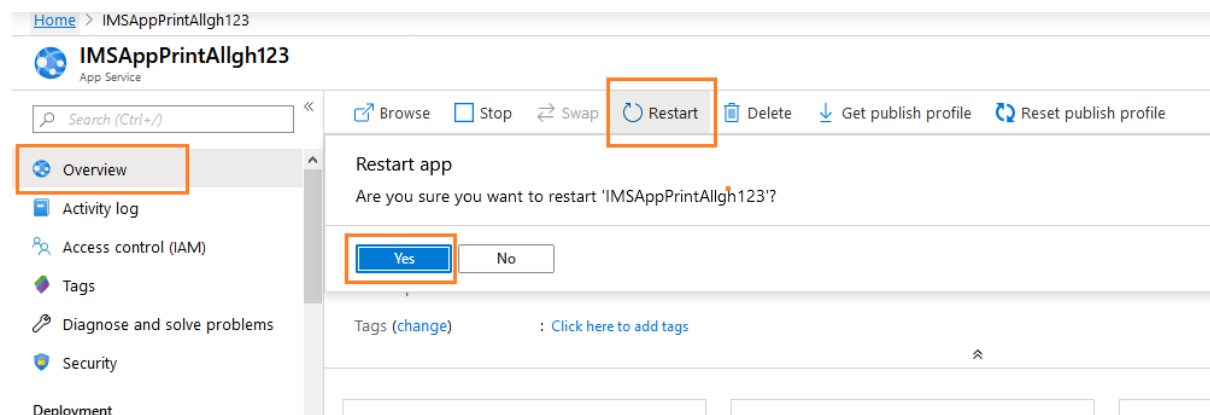 Home > IMSAppPrintAllgh123
IMSAppPrintAllgh123
App Service
Search (Ctrl+/)
«
Browse Stop Swap Restart Delete Get publish profile Reset publish profile
Overview
Activity log
Access control (IAM)
Tags
Diagnose and solve problems
Security
Deployment
Restart app
Are you sure you want to restart 'IMSAppPrintAllgh123'?
Yes No
Tags (change) : Click here to add tags